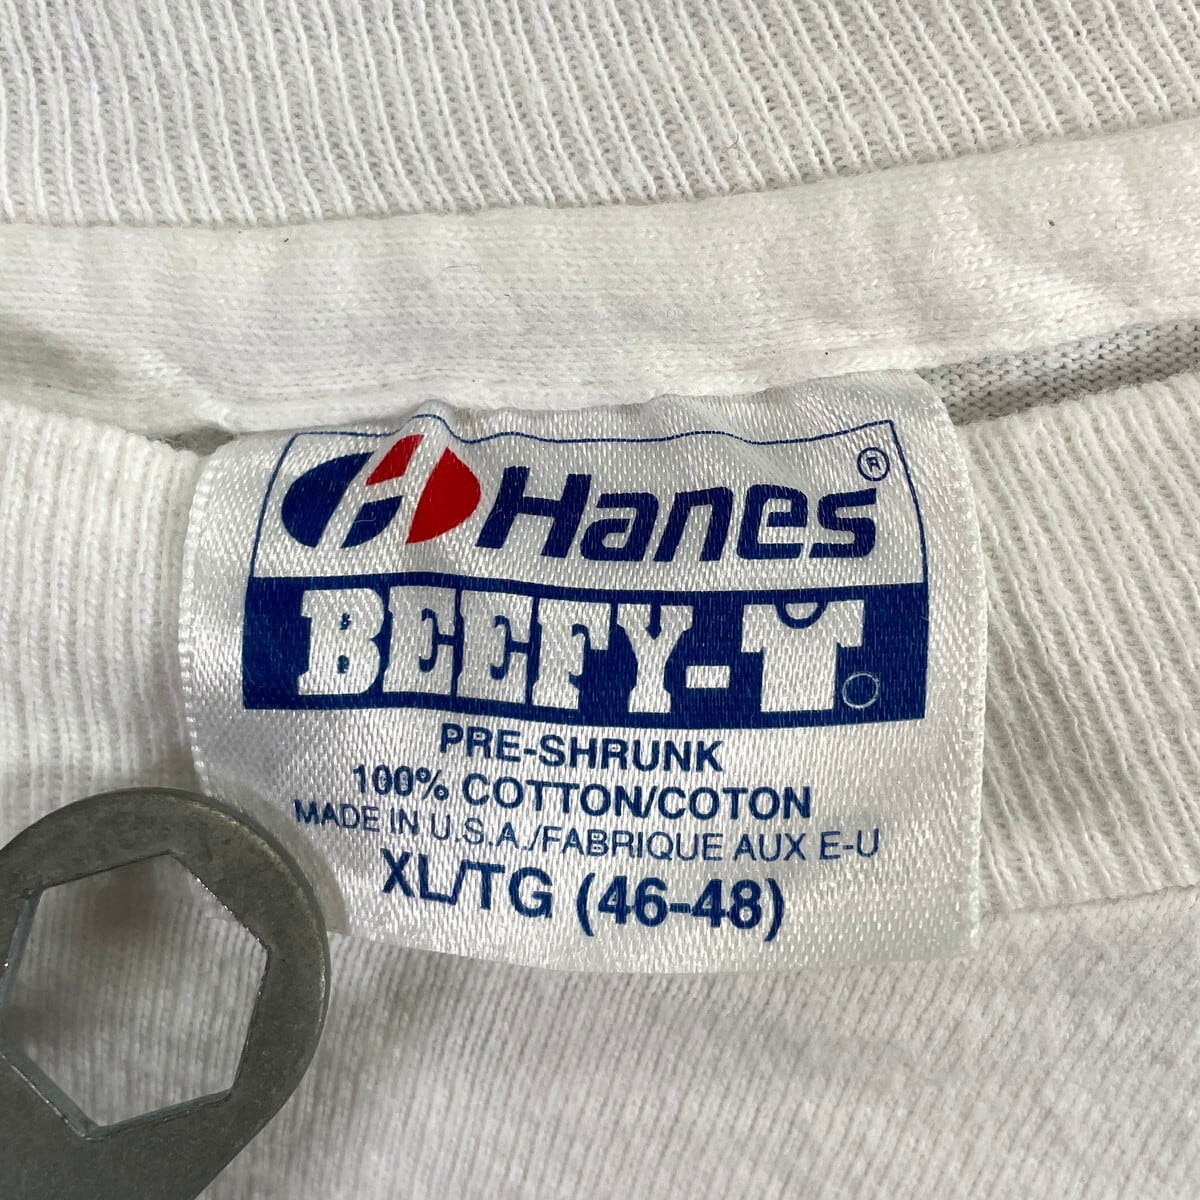 Hanes ®
BEEFY-T
PRE-SHRUNK
100% COTTON/COTON
MADE IN U.S.A./FABRIQUE AUX E-U
XL/TG (46-48)